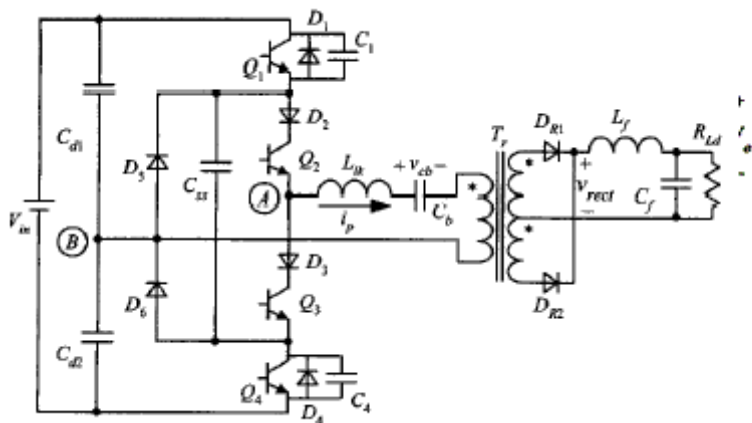 D1
C1
Q1
Cd1
D2
Q2
D5
Css
Llk
+ vcb −
Tr
DR1
Lf
RLd
A
ip
Cb
+
vrect
−
Cf
Vin
B
*
*
*
D3
D6
Q3
DR2
Cd2
Q4
D4
C4